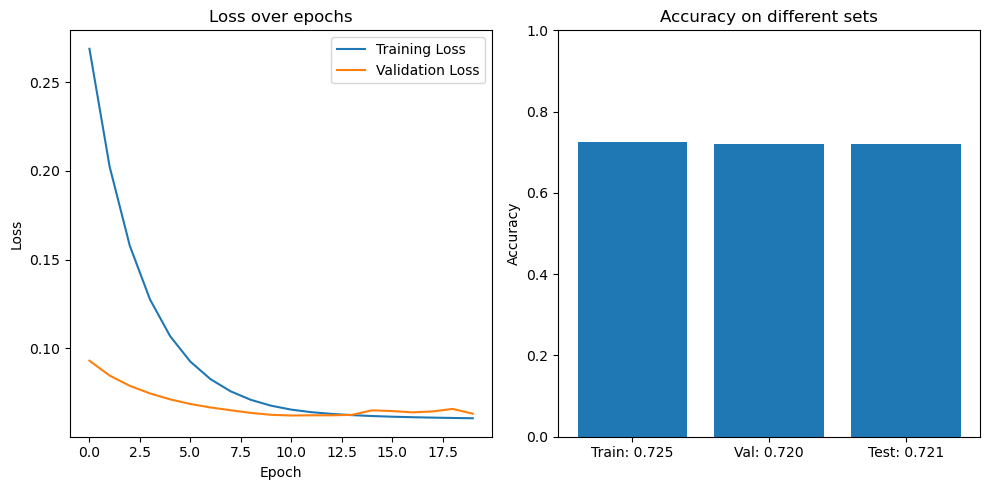 Loss over epochs
Training Loss
Validation Loss
0.25
0.20
0.15
0.10
Loss
0.0 2.5 5.0 7.5 10.0 12.5 15.0 17.5
Epoch
Accuracy on different sets
1.0
0.8
0.6
0.4
0.2
0.0
Accuracy
Train: 0.725 Val: 0.720 Test: 0.721